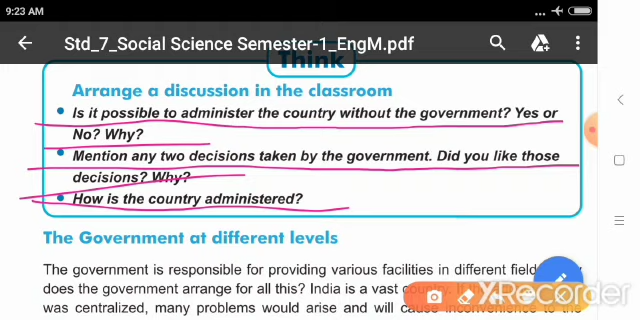 9:23 AM
Std_7_Social Science Semester-1_EngM.pdf
Think
Arrange a discussion in the classroom
• Is it possible to administer the country without the government? Yes or
No? Why?
• Mention any two decisions taken by the government. Did you like those
decisions? Why?
• How is the country administered?
The Government at different levels
The government is responsible for providing various facilities in different field
does the government arrange for all this? India is a vast country. If
was centralized, many problems would arise and will cause inconvenience to the
XRecorder